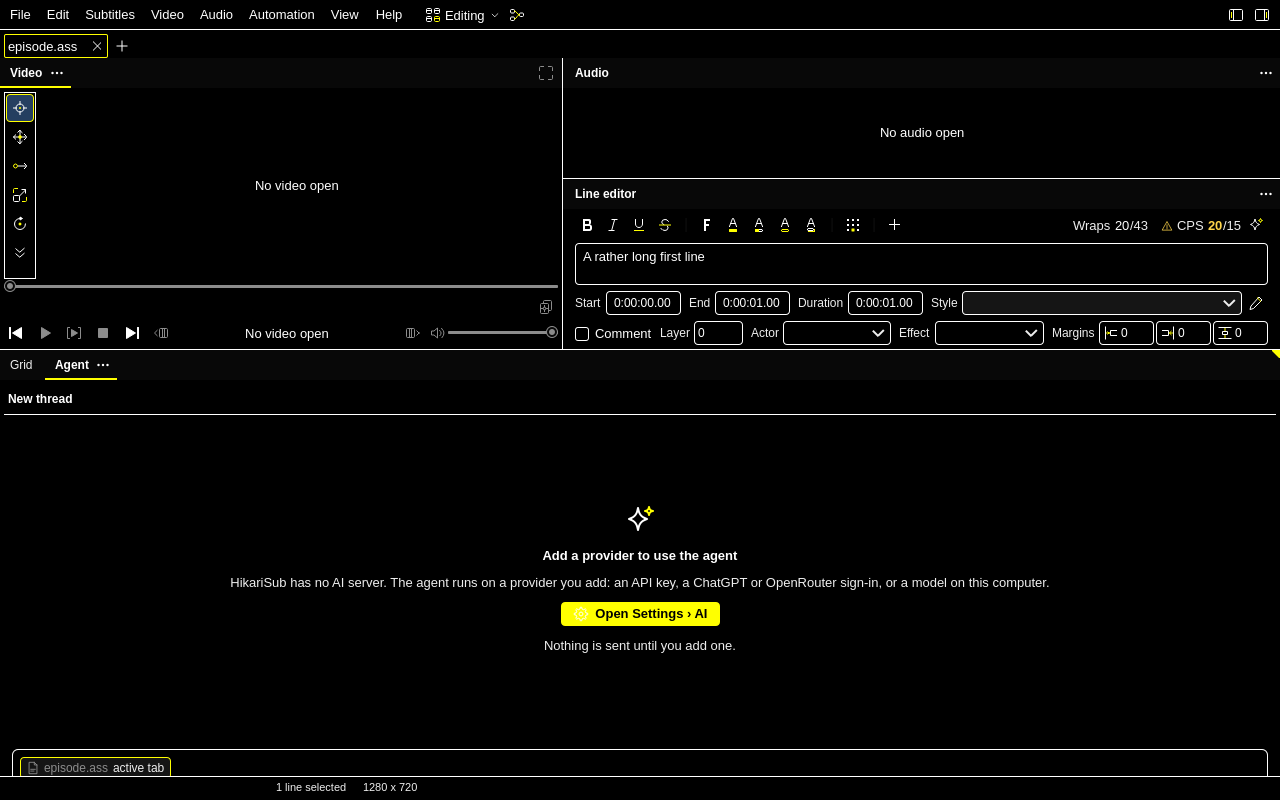 File Edit Subtitles Video Audio Automation View Help Editing
episode.ass
Video
Audio
No audio open
No video open
Line editor
B I U S F A A A A
Wraps 20/43 CPS 20/15
A rather long first line
Start 0:00:00.00 End 0:00:01.00 Duration 0:00:01.00 Style
No video open
Comment Layer 0 Actor Effect Margins 0 0 0
Grid Agent
New thread
Add a provider to use the agent
HikariSub has no AI server. The agent runs on a provider you add: an API key, a ChatGPT or OpenRouter sign-in, or a model on this computer.
Open Settings › AI
Nothing is sent until you add one.
episode.ass active tab
1 line selected 1280 x 720